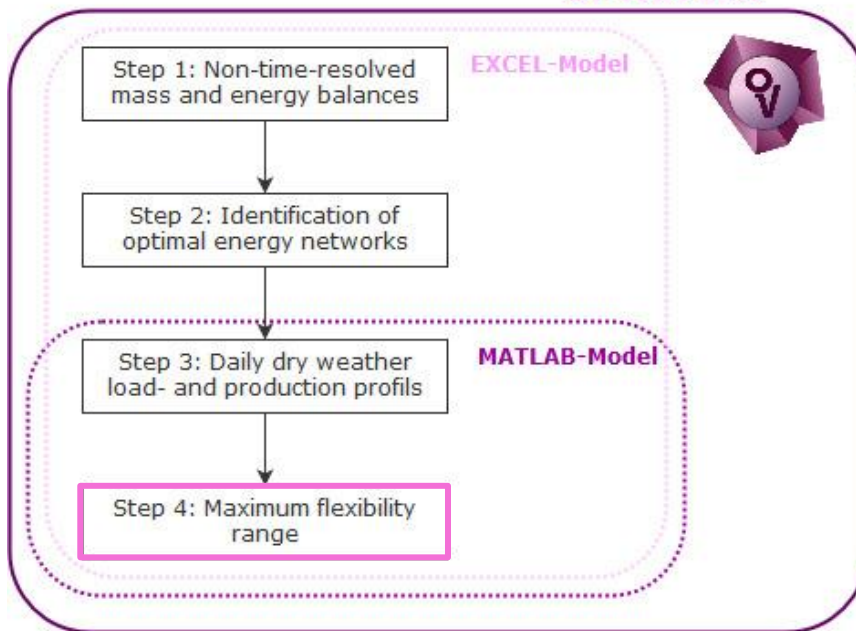 Step 1: Non-time-resolved
mass and energy balances
EXCEL-Model
Step 2: Identification of
optimal energy networks
Step 3: Daily dry weather
load- and production profils
MATLAB-Model
Step 4: Maximum flexibility
range